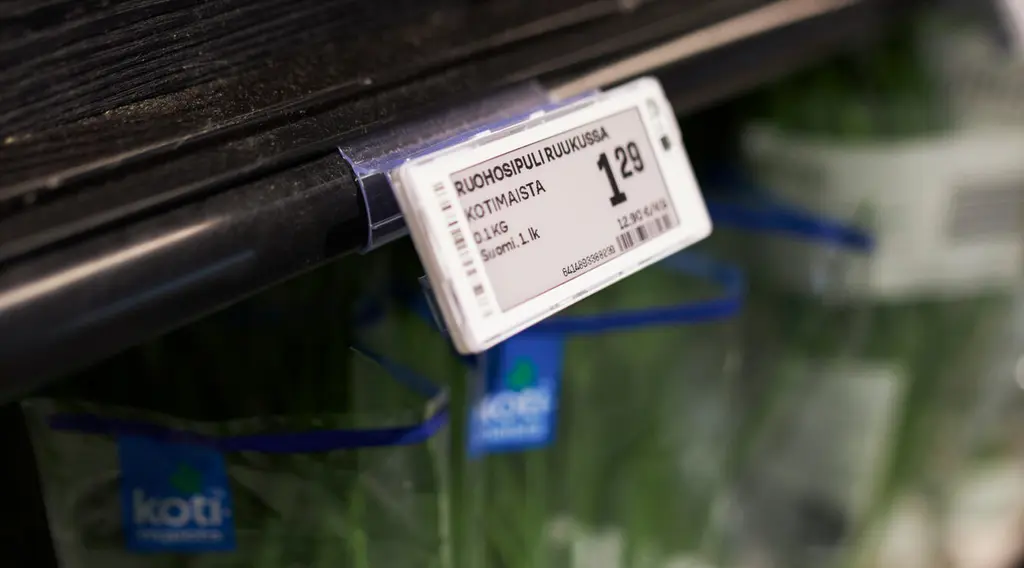 RUOHOSIPULI RUUKUSSA
KOTIMAISTA
0.1 KG
Suomi, 1. lk
1 29
12,90 €/KG
koti
koti-